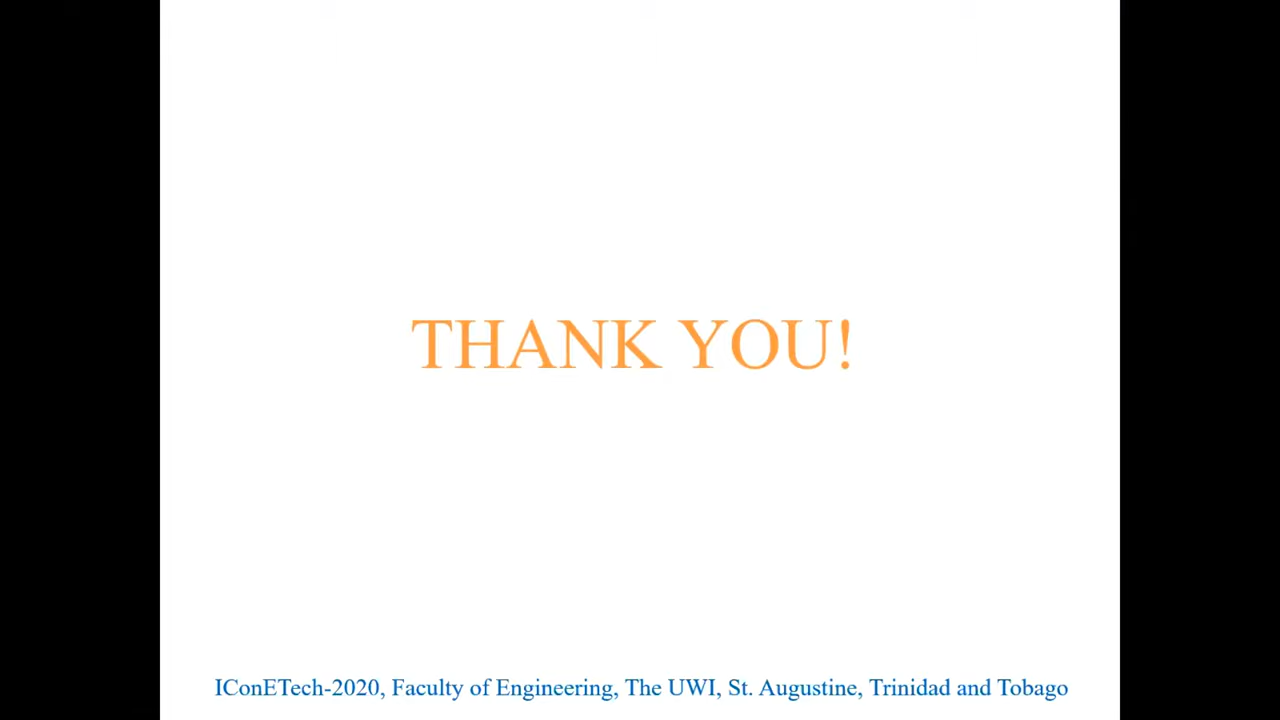 THANK YOU!
IConETech-2020, Faculty of Engineering, The UWI, St. Augustine, Trinidad and Tobago